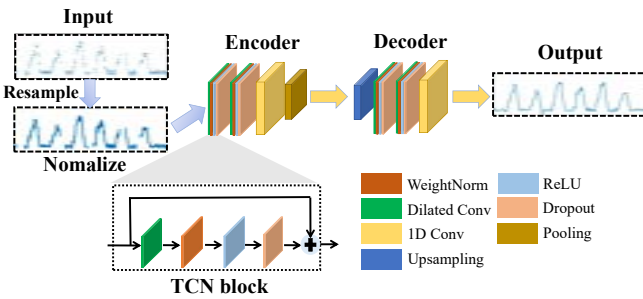 Input
Encoder
Decoder
Output
Resample
Nomalize
WeightNorm
ReLU
Dilated Conv
Dropout
1D Conv
Pooling
Upsampling
TCN block